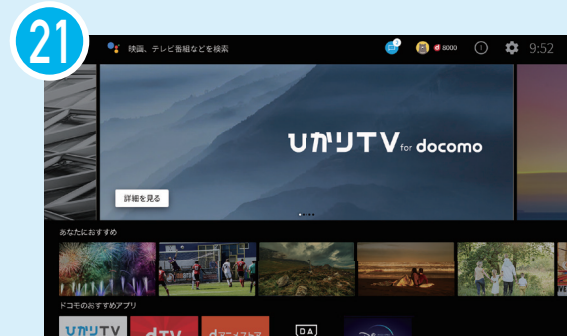 21
映画、テレビ番組などを検索
8000
9:52
ひかりTV for docomo
詳細を見る
あなたにおすすめ
ドコモのおすすめアプリ
ひかりTV
dTV
dアニメストア
DA